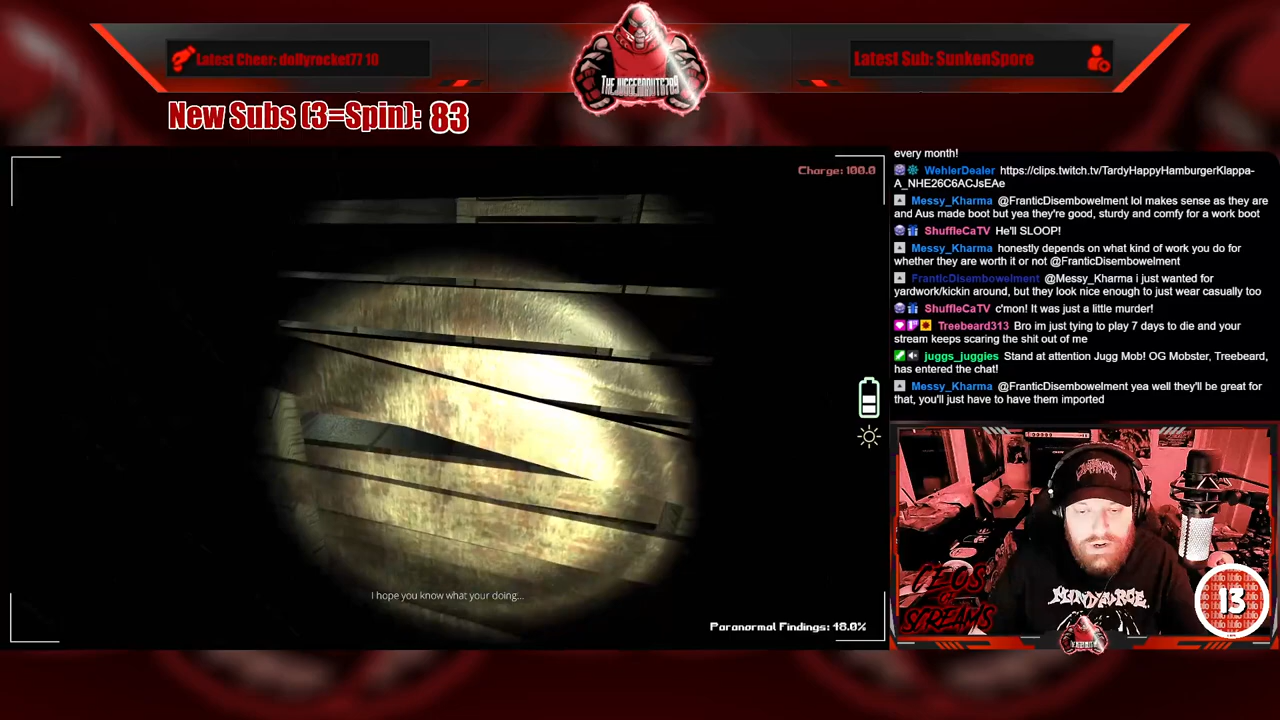 Latest Cheer: dollyrocket77 10
THEJUGGERNAUT6789
Latest Sub: SunkenSpore
New Subs (3=Spin): 83
Charge: 100.0
every month!
WehlerDealer https://clips.twitch.tv/TardyHappyHamburgerKlappa-
A_NHE26C6ACJsEAe
Messy_Kharma @FranticDisembowelment lol makes sense as they are
and Aus made boot but yea they're good, sturdy and comfy for a work boot
ShuffleCaTV He'll SLOOP!
Messy_Kharma honestly depends on what kind of work you do for
whether they are worth it or not @FranticDisembowelment
FranticDisembowelment @Messy_Kharma i just wanted for
yardwork/kickin around, but they look nice enough to just wear casually too
ShuffleCaTV c'mon! It was just a little murder!
Treebeard313 Bro im just tying to play 7 days to die and your
stream keeps scaring the shit out of me
juggs_juggies Stand at attention Jugg Mob! OG Mobster, Treebeard,
has entered the chat!
Messy_Kharma @FranticDisembowelment yea well they'll be great for
that, you'll just have to have them imported
I hope you know what your doing...
Paranormal Findings: 48.0%
CEOS
OF
SCREAMS
13